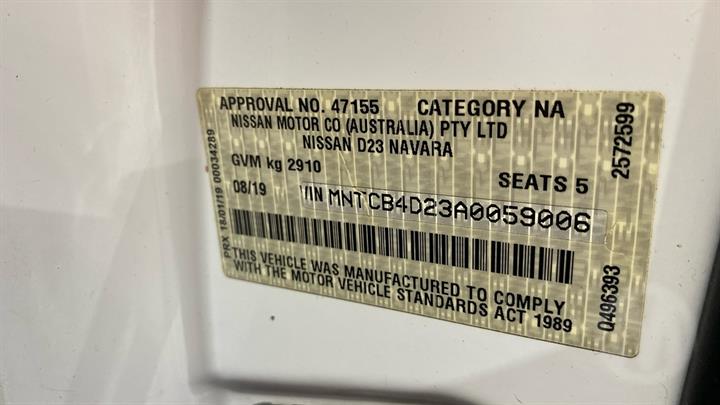 APPROVAL NO. 47155 CATEGORY NA
NISSAN MOTOR CO (AUSTRALIA) PTY LTD
NISSAN D23 NAVARA
GVM kg 2910 SEATS 5
08/19 VIN MNTCB4D23A0059006
THIS VEHICLE WAS MANUFACTURED TO COMPLY
WITH THE MOTOR VEHICLE STANDARDS ACT 1989
PRX 18/01/19 00034289
2572599
Q496393